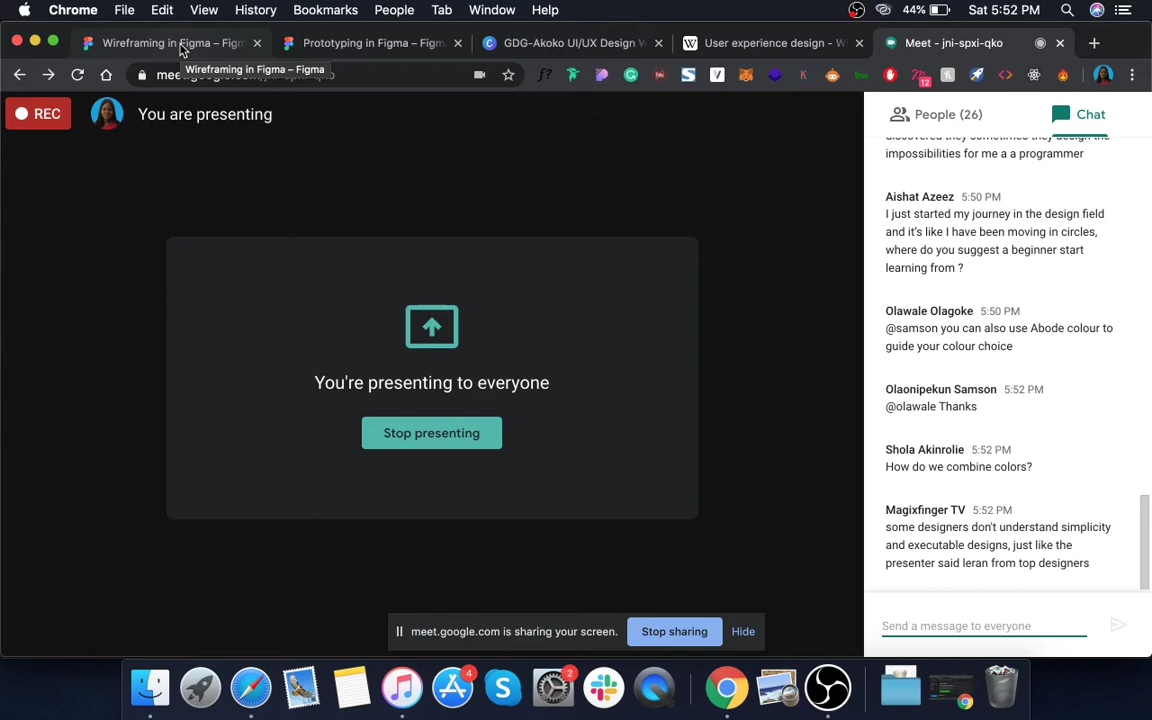 Chrome File Edit View History Bookmarks People Tab Window Help 44% Sat 5:52 PM
Wireframing in Figma – Figm Prototyping in Figma – Figm GDG-Akoko UI/UX Design W User experience design - W Meet - jni-spxi-qko
Wireframing in Figma – Figma
12
REC You are presenting
People (26) Chat
impossibilities for me a a programmer
Aishat Azeez 5:50 PM
I just started my journey in the design field
and it's like I have been moving in circles,
where do you suggest a beginner start
learning from ?
Olawale Olagoke 5:50 PM
@samson you can also use Abode colour to
guide your colour choice
Olaonipekun Samson 5:52 PM
@olawale Thanks
Shola Akinrolie 5:52 PM
How do we combine colors?
Magixfinger TV 5:52 PM
some designers don't understand simplicity
and executable designs, just like the
presenter said leran from top designers
You're presenting to everyone
Stop presenting
meet.google.com is sharing your screen. Stop sharing Hide
Send a message to everyone
4
2